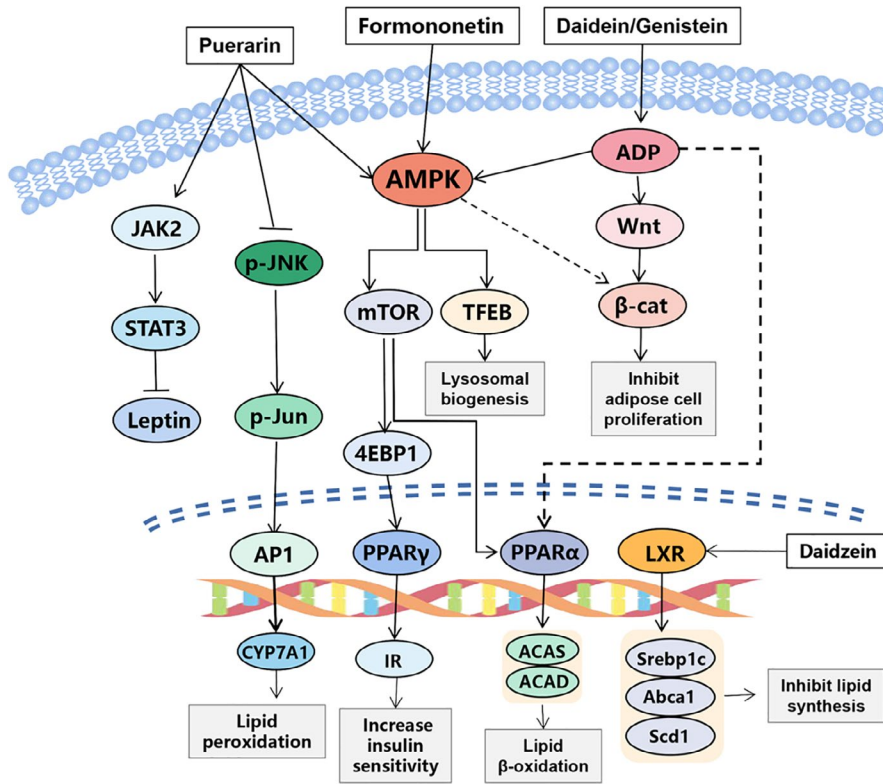 Puerarin
Formononetin
Daidein/Genistein
ADP
AMPK
JAK2
Wnt
p-JNK
mTOR
TFEB
β-cat
STAT3
Lysosomal
biogenesis
Inhibit
adipose cell
proliferation
Leptin
p-Jun
4EBP1
AP1
PPARγ
PPARα
LXR
Daidzein
CYP7A1
IR
ACAS
ACAD
Srebp1c
Abca1
Scd1
Inhibit lipid
synthesis
Lipid
peroxidation
Increase
insulin
sensitivity
Lipid
β-oxidation